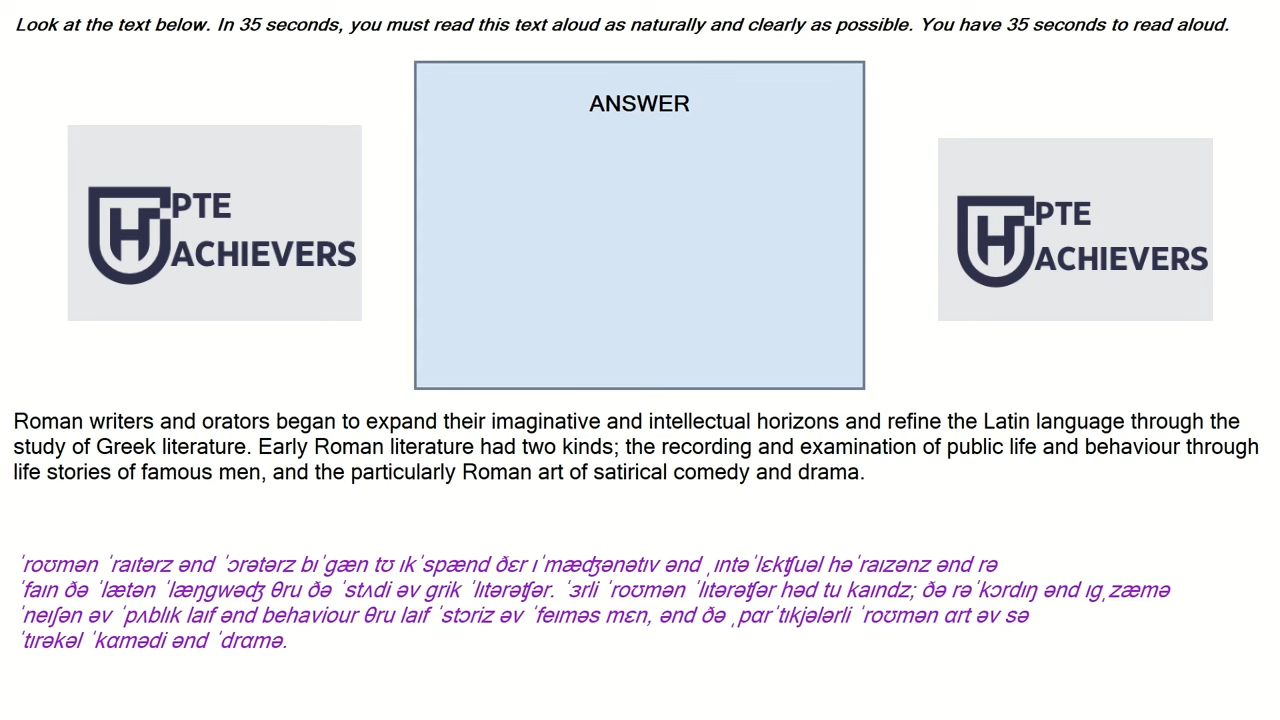 Look at the text below. In 35 seconds, you must read this text aloud as naturally and clearly as possible. You have 35 seconds to read aloud.
ANSWER
PTE
ACHIEVERS
PTE
ACHIEVERS
Roman writers and orators began to expand their imaginative and intellectual horizons and refine the Latin language through the
study of Greek literature. Early Roman literature had two kinds; the recording and examination of public life and behaviour through
life stories of famous men, and the particularly Roman art of satirical comedy and drama.
ˈroʊmən ˈraɪtərz ənd ˈɔrətərz bɪˈgæn tʊ ɪkˈspænd ðɛr ɪˈmæʤənətɪv ənd ˌɪntəˈlɛkʧuəl həˈraɪzənz ənd rə
ˈfaɪn ðə ˈlætən ˈlæŋgwəʤ θru ðə ˈstʌdi əv grik ˈlɪtərəʧər. ˈɜrli ˈroʊmən ˈlɪtərəʧər həd tu kaɪndz; ðə rəˈkɔrdɪŋ ənd ɪgˌzæmə
ˈneɪʃən əv ˈpʌblɪk laɪf ənd behaviour θru laɪf ˈstɔriz əv ˈfeɪməs mɛn, ənd ðə ˌpɑrˈtɪkjələrli ˈroʊmən ɑrt əv sə
ˈtɪrəkəl ˈkɑmədi ənd ˈdrɑmə.